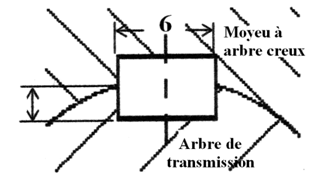 6
Moyeu à
arbre creux
Arbre de
transmission